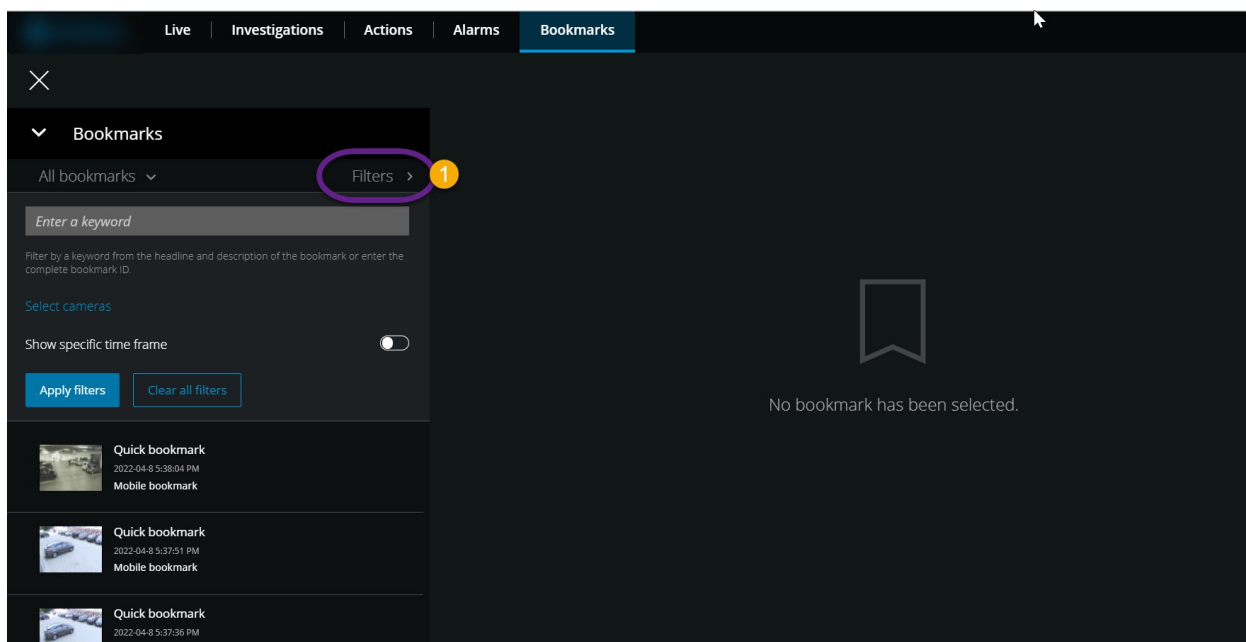 Live
Investigations
Actions
Alarms
Bookmarks
Bookmarks
All bookmarks
Filters
1
Enter a keyword
Filter by a keyword from the headline and description of the bookmark or enter the
complete bookmark ID.
Select cameras
Show specific time frame
Apply filters
Clear all filters
No bookmark has been selected.
Quick bookmark
2022-04-8 5:38:04 PM
Mobile bookmark
Quick bookmark
2022-04-8 5:37:51 PM
Mobile bookmark
Quick bookmark
2022-04-8 5:37:36 PM